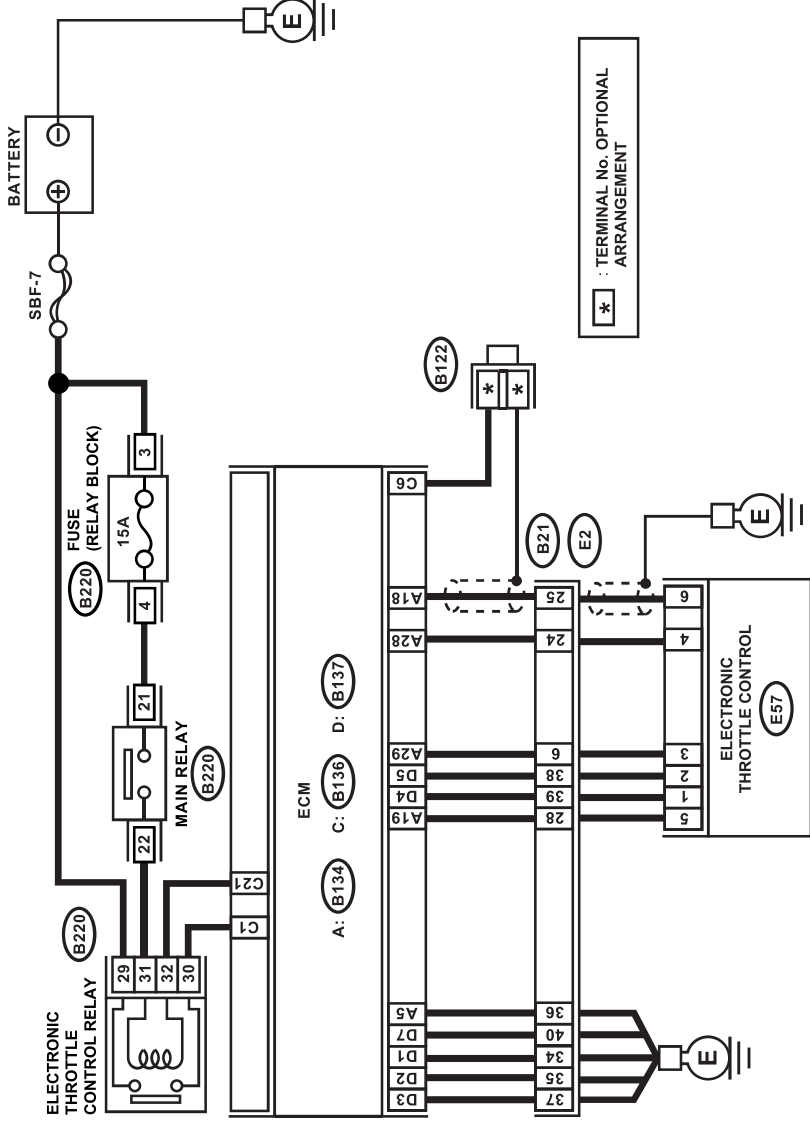 BATTERY
E
SBF-7
3
FUSE
(RELAY BLOCK)
15A
B220
4
21
MAIN RELAY
B220
22
B220
29
31
32
30
ELECTRONIC
THROTTLE
CONTROL RELAY
C21
C1
ECM
A: B134
C: B136
D: B137
C6
A18
A28
A29
D5
D4
A19
A5
D7
D1
D2
D3
B122
*
*
* : TERMINAL No. OPTIONAL
ARRANGEMENT
B21
E2
25
24
6
38
39
28
36
40
34
35
37
E
E
6
4
3
2
1
5
ELECTRONIC
THROTTLE CONTROL
E57